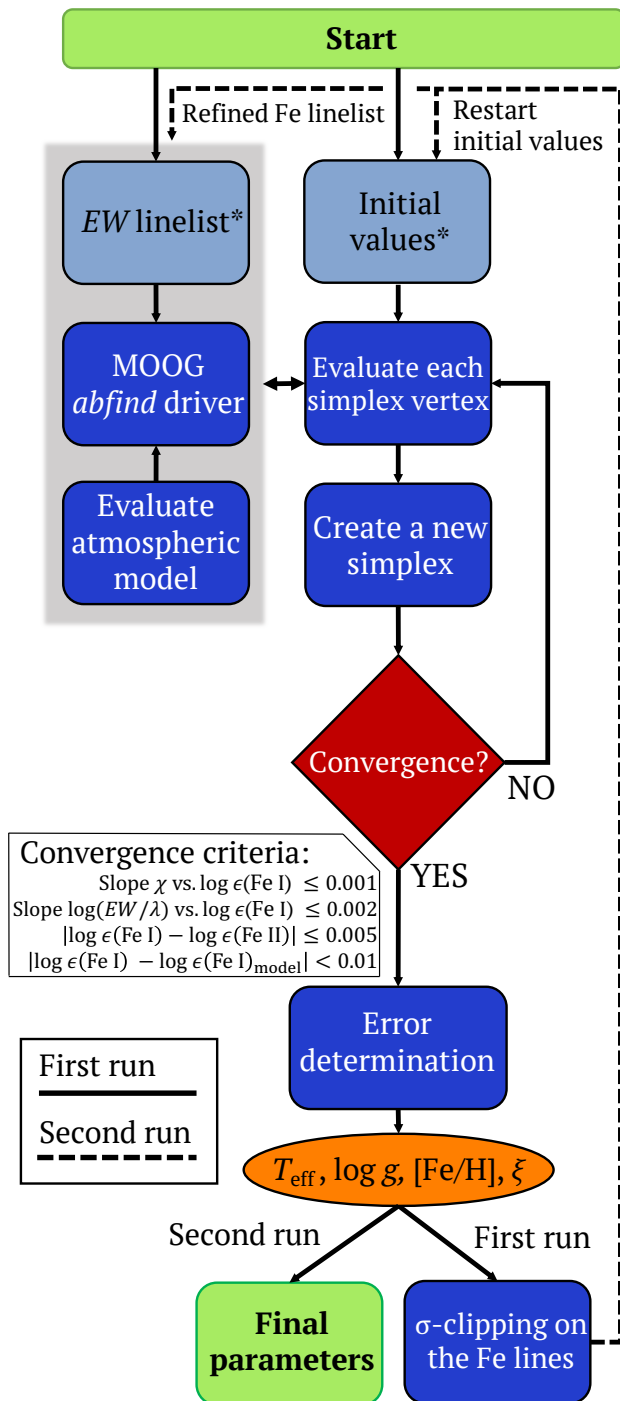 Start
Refined Fe linelist
Restart
initial values
EW linelist*
Initial
values*
MOOG
abfind driver
Evaluate each
simplex vertex
Evaluate
atmospheric
model
Create a new
simplex
Convergence?
NO
YES
Convergence criteria:
Slope χ vs. log ϵ(Fe I) ≤ 0.001
Slope log(EW/λ) vs. log ϵ(Fe I) ≤ 0.002
|log ϵ(Fe I) − log ϵ(Fe II)| ≤ 0.005
|log ϵ(Fe I) − log ϵ(Fe I)model| < 0.01
Error
determination
First run
Second run
Teff, log g, [Fe/H], ξ
Second run
First run
Final
parameters
σ-clipping on
the Fe lines